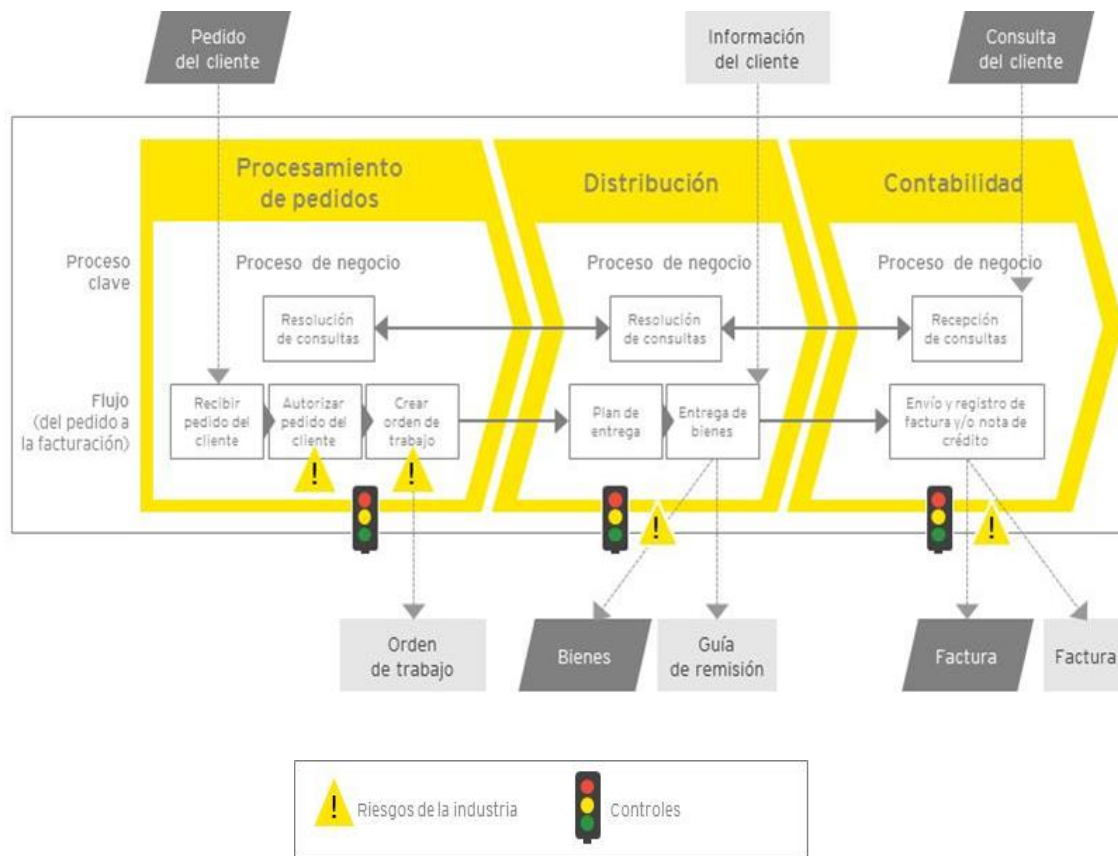 Pedido
del cliente
Información
del cliente
Consulta
del cliente
Procesamiento
de pedidos
Distribución
Contabilidad
Proceso
clave
Proceso de negocio
Proceso de negocio
Proceso de negocio
Resolución
de consultas
Resolución
de consultas
Recepción
de consultas
Flujo
(del pedido a
la facturación)
Recibir
pedido del
cliente
Autorizar
pedido del
cliente
Crear
orden de
trabajo
Plan de
entrega
Entrega de
bienes
Envío y registro de
factura y/o nota de
crédito
!
!
!
!
Orden
de trabajo
Bienes
Guía
de remisión
Factura
Factura
!
Riesgos de la industria
Controles